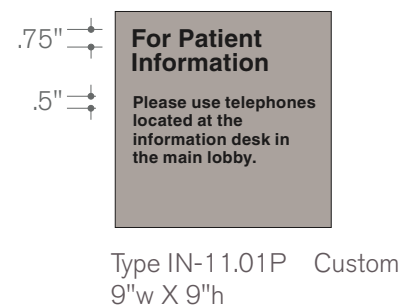 .75"
For Patient
Information
.5"
Please use telephones
located at the
information desk in
the main lobby.
Type IN-11.01P Custom
9"w X 9"h